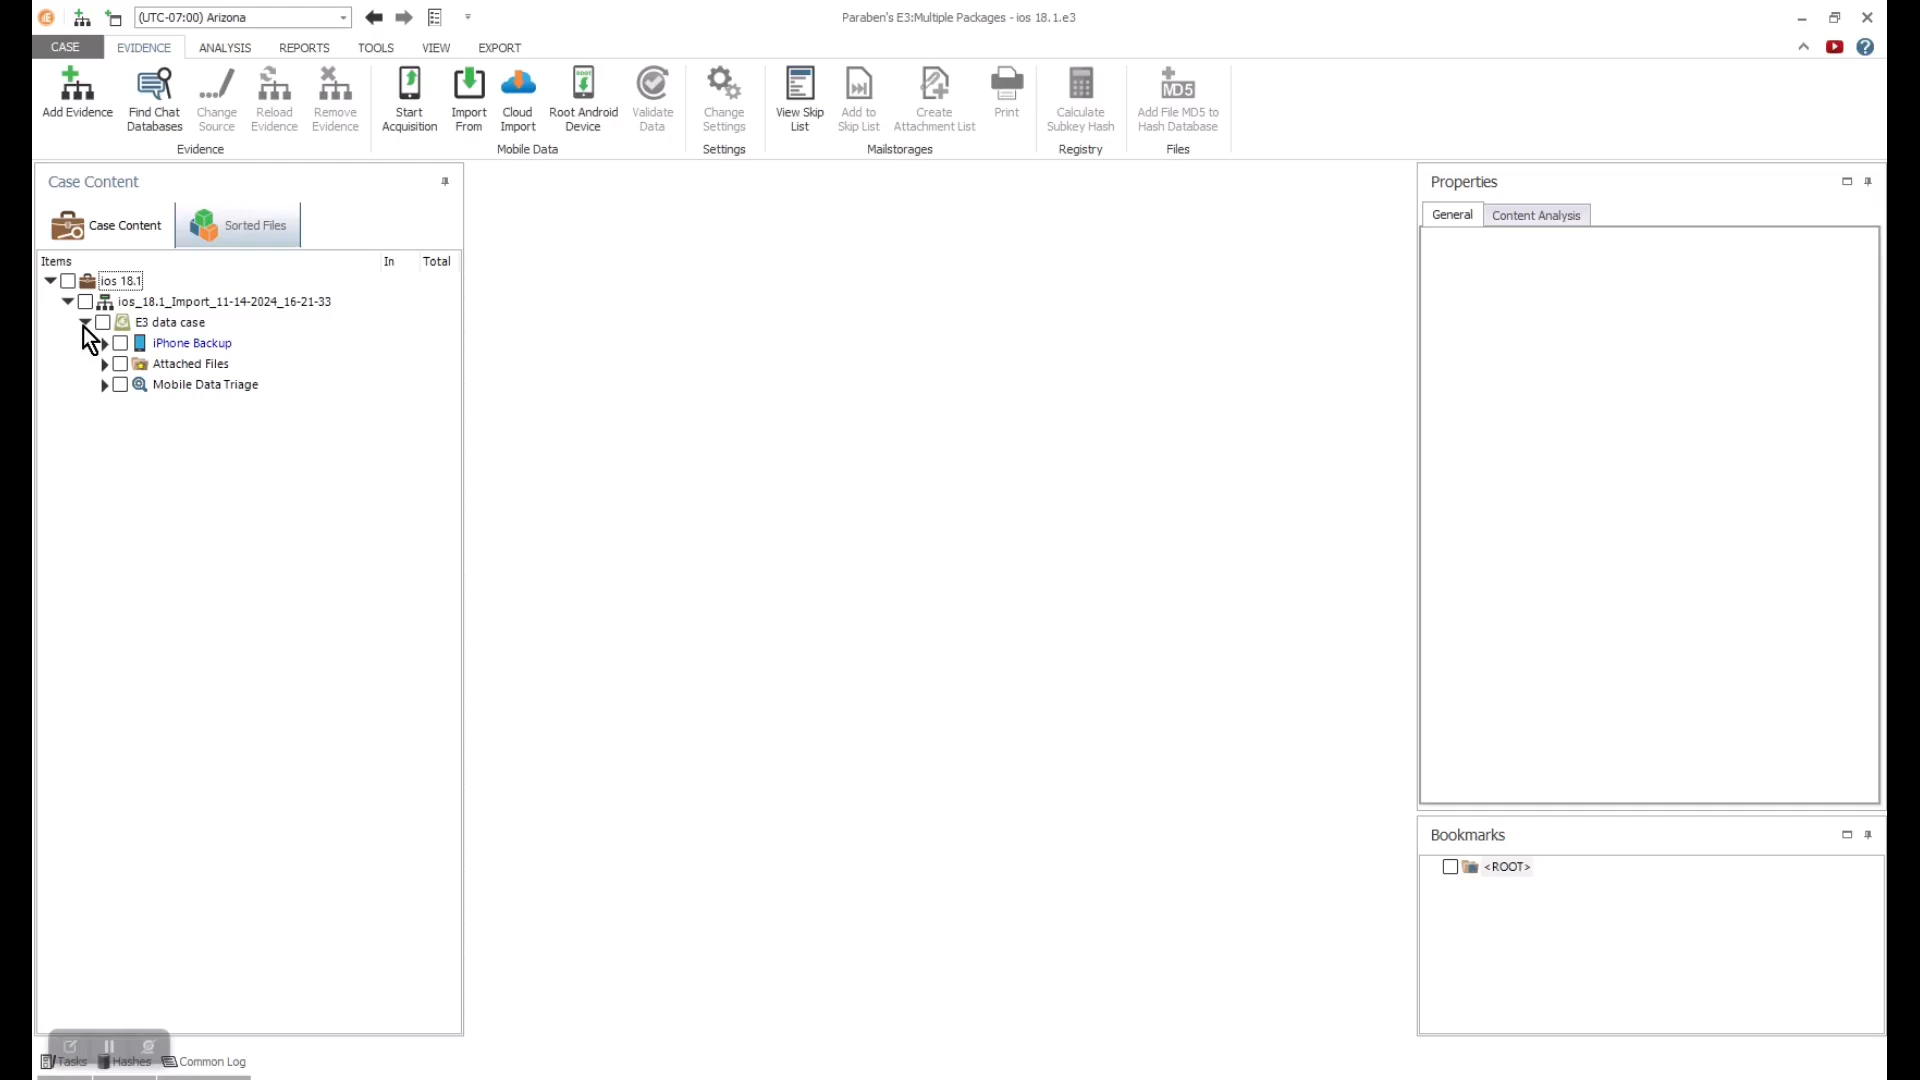 (UTC-07:00) Arizona
Paraben's E3:Multiple Packages - ios 18.1.e3
CASE EVIDENCE ANALYSIS REPORTS TOOLS VIEW EXPORT
Add Evidence
Find Chat
Databases
Change
Source
Reload
Evidence
Remove
Evidence
Start
Acquisition
Import
From
Cloud
Import
ROOT
Root Android
Device
Validate
Data
Change
Settings
View Skip
List
Add to
Skip List
Create
Attachment List
Print
Calculate
Subkey Hash
MD5
Add File MD5 to
Hash Database
Evidence
Mobile Data
Settings
Mailstorages
Registry
Files
Case Content
Case Content
Sorted Files
Items In Total
ios 18.1
ios_18.1_Import_11-14-2024_16-21-33
E3 data case
iPhone Backup
Attached Files
Mobile Data Triage
Properties
General Content Analysis
Bookmarks
<ROOT>
Tasks Hashes Common Log